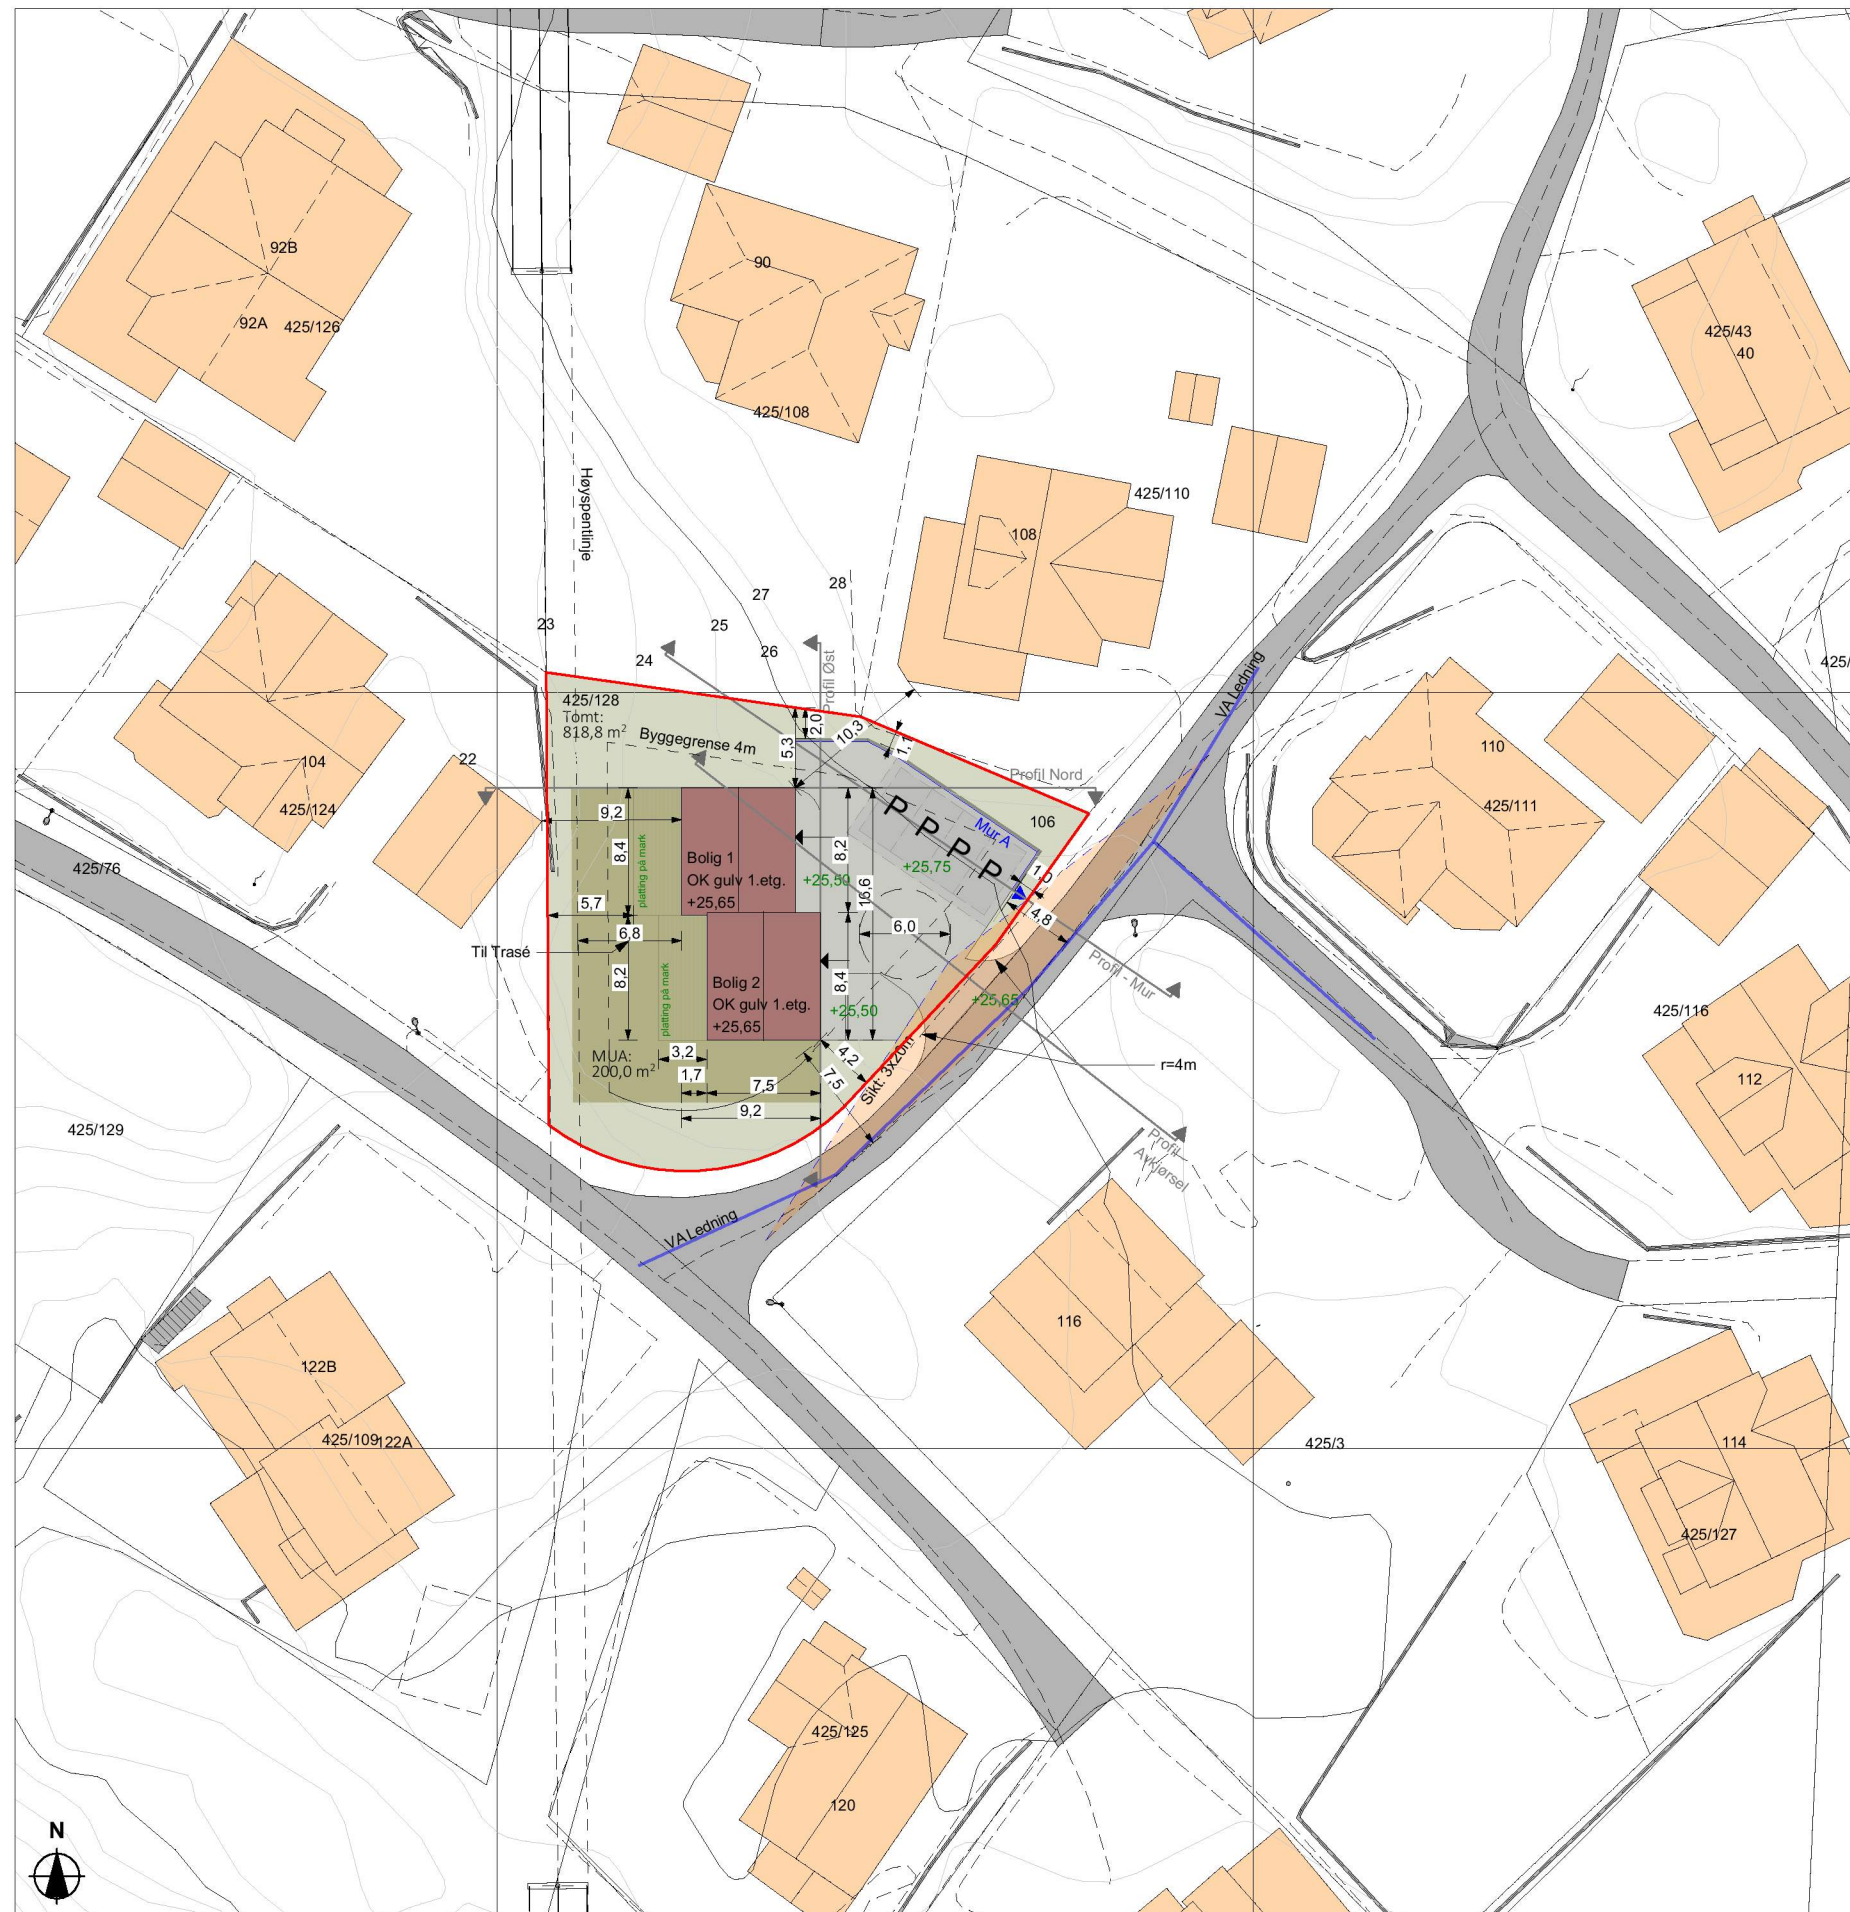 92B
92A
425/126
90
425/108
425/43
40
425/110
108
Høyspentlinje
23
24
25
26
27
28
Profil Øst
425/
VA Ledning
425/128
Tomt:
818,8 m²
Byggegrense 4m
5,3
2,0
10,3
1,1
Profil Nord
110
425/111
104
425/124
22
425/76
9,2
8,4
platting på mark
Bolig 1
OK gulv 1.etg.
+25,65
+25,50
8,2
15,6
P P P P
Mur A
106
+25,75
1,0
4,8
5,7
6,8
6,0
Til Trasé
8,2
platting på mark
Bolig 2
OK gulv 1.etg.
+25,65
8,4
+25,50
+25,65
Profil - Mur
425/116
112
MUA:
200,0 m²
3,2
1,7
7,5
9,2
4,2
7,5
Sikt: 3x20m
r=4m
Profil
Avkjørsel
425/129
VA Ledning
116
122B
425/109
122A
425/3
114
425/127
425/125
120
N